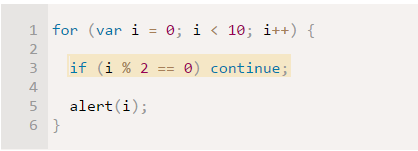 1 for (var i = 0; i < 10; i++) {
2
3 if (i % 2 == 0) continue;
4
5 alert(i);
6 }